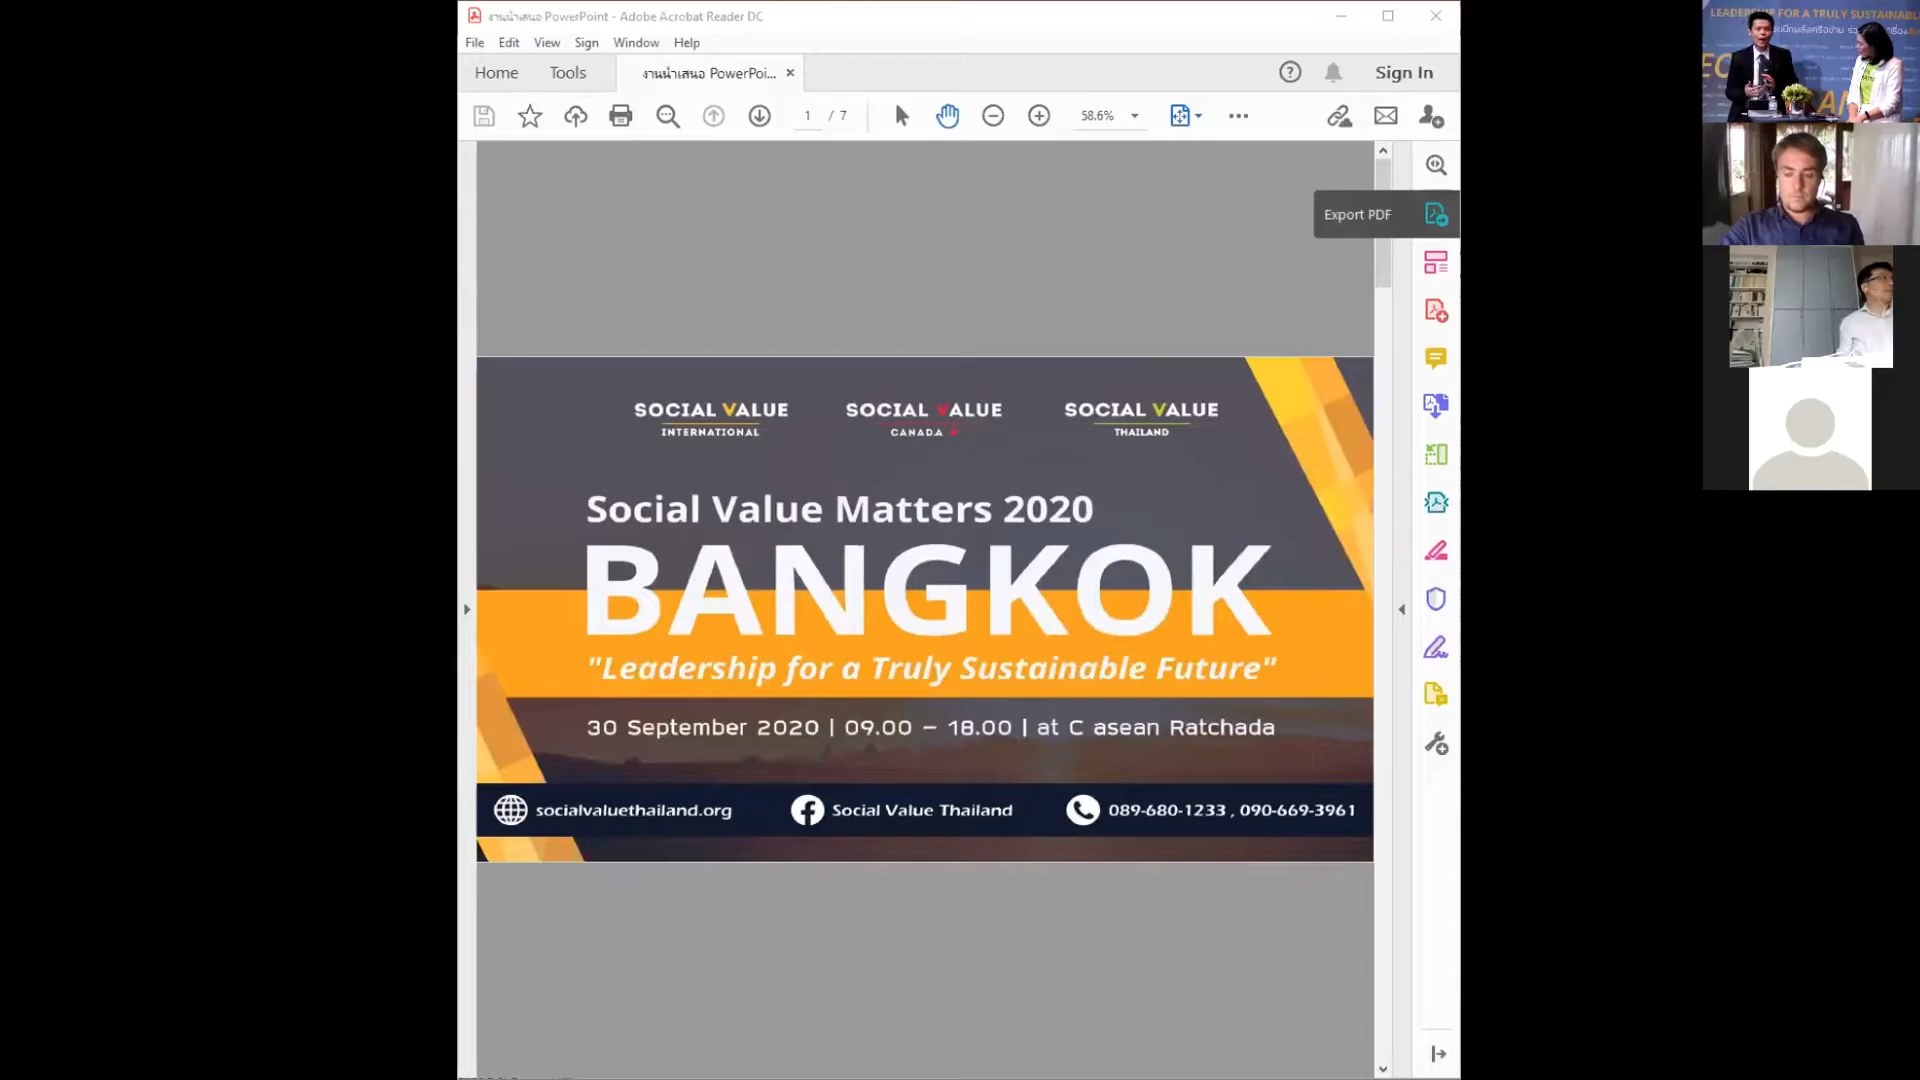 งานนำเสนอ PowerPoint - Adobe Acrobat Reader DC
File Edit View Sign Window Help
Home Tools งานนำเสนอ PowerPoi... × Sign In
1 / 7 58.6%
Export PDF
SOCIAL VALUE
INTERNATIONAL
SOCIAL VALUE
CANADA
SOCIAL VALUE
THAILAND
Social Value Matters 2020
BANGKOK
"Leadership for a Truly Sustainable Future"
30 September 2020 | 09.00 – 18.00 | at C asean Ratchada
socialvaluethailand.org Social Value Thailand 089-680-1233 , 090-669-3961
LEADERSHIP FOR A TRULY SUSTAINABL